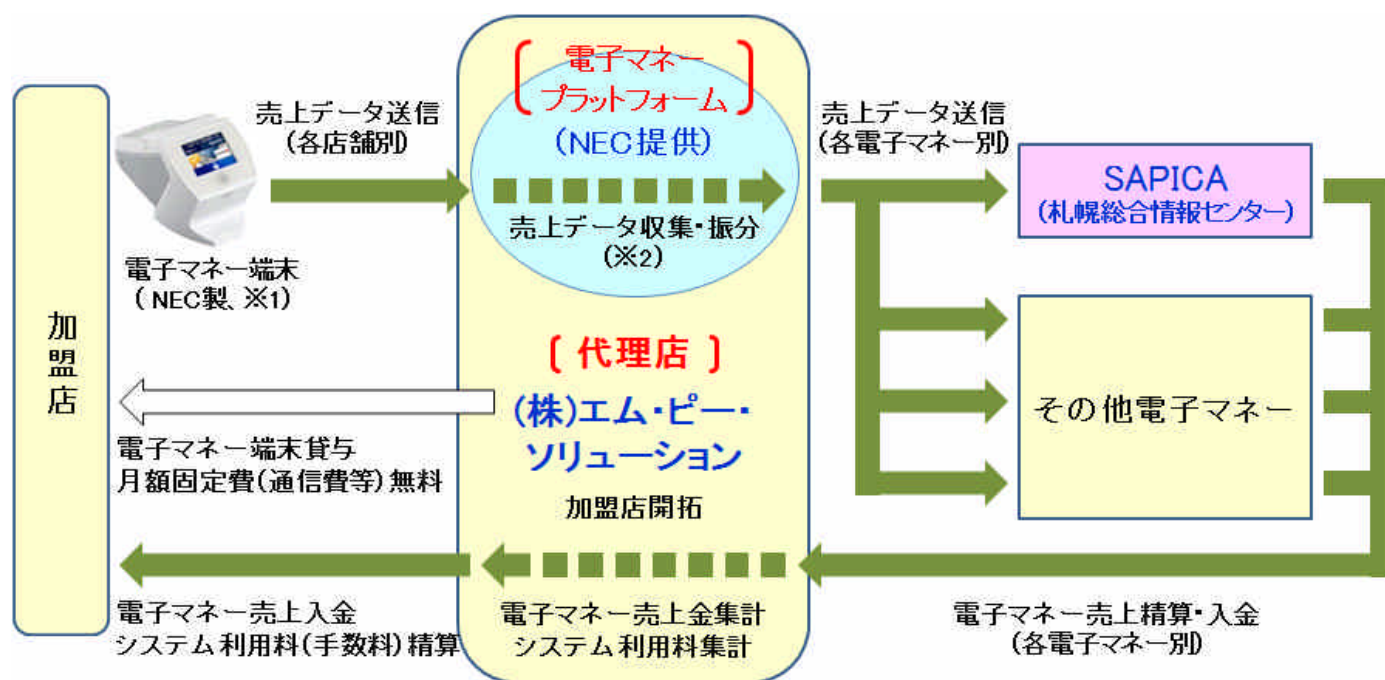 加盟店
売上データ送信
(各店舗別)
電子マネー端末
(NEC製、※1)
電子マネー端末貸与
月額固定費(通信費等)無料
電子マネー売上入金
システム利用料(手数料)精算
〔電子マネー
プラットフォーム〕
(NEC提供)
売上データ収集・振分
(※2)
〔代理店〕
(株)エム・ピー・
ソリューション
加盟店開拓
電子マネー売上金集計
システム利用料集計
売上データ送信
(各電子マネー別)
SAPICA
(札幌総合情報センター)
その他電子マネー
電子マネー売上精算・入金
(各電子マネー別)